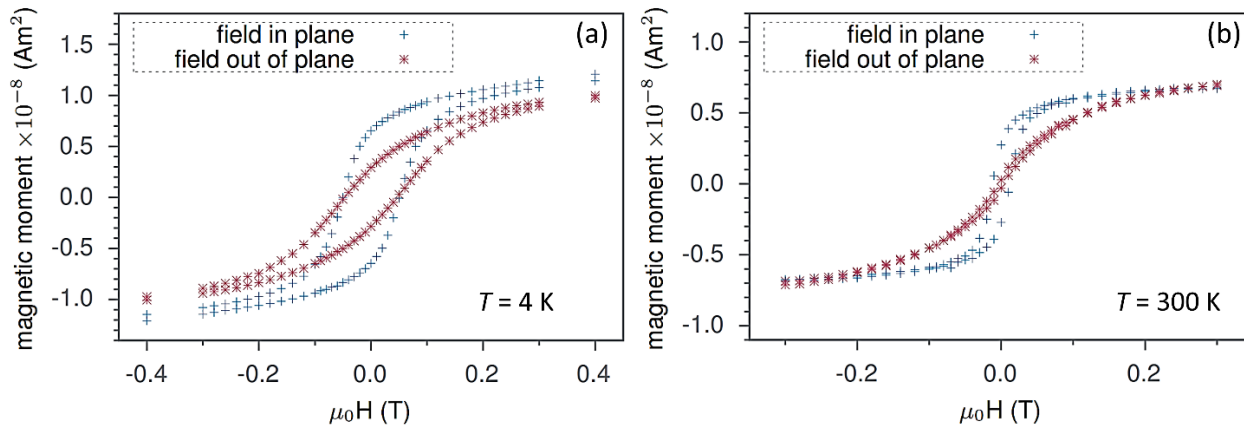 field in plane
field out of plane
(a)
magnetic moment ×10⁻⁸ (Am²)
1.5
1.0
0.5
0.0
-0.5
-1.0
T = 4 K
-0.4 -0.2 0.0 0.2 0.4
μ₀H (T)
field in plane
field out of plane
(b)
magnetic moment ×10⁻⁸ (Am²)
1.0
0.5
0.0
-0.5
-1.0
T = 300 K
-0.2 0.0 0.2
μ₀H (T)